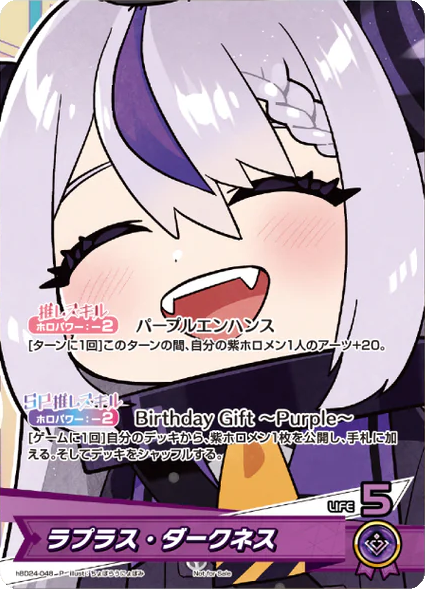 推しスキル
ホロパワー：－2 パープルエンハンス
[ターンに1回]このターンの間、自分の紫ホロメン1人のアーツ+20。
SP推しスキル
ホロパワー：－2 Birthday Gift ～Purple～
[ゲームに1回]自分のデッキから、紫ホロメン1枚を公開し、手札に加
える。そしてデッキをシャッフルする。
LIFE 5
ラプラス・ダークネス
hBD24-048 P Not for Sale